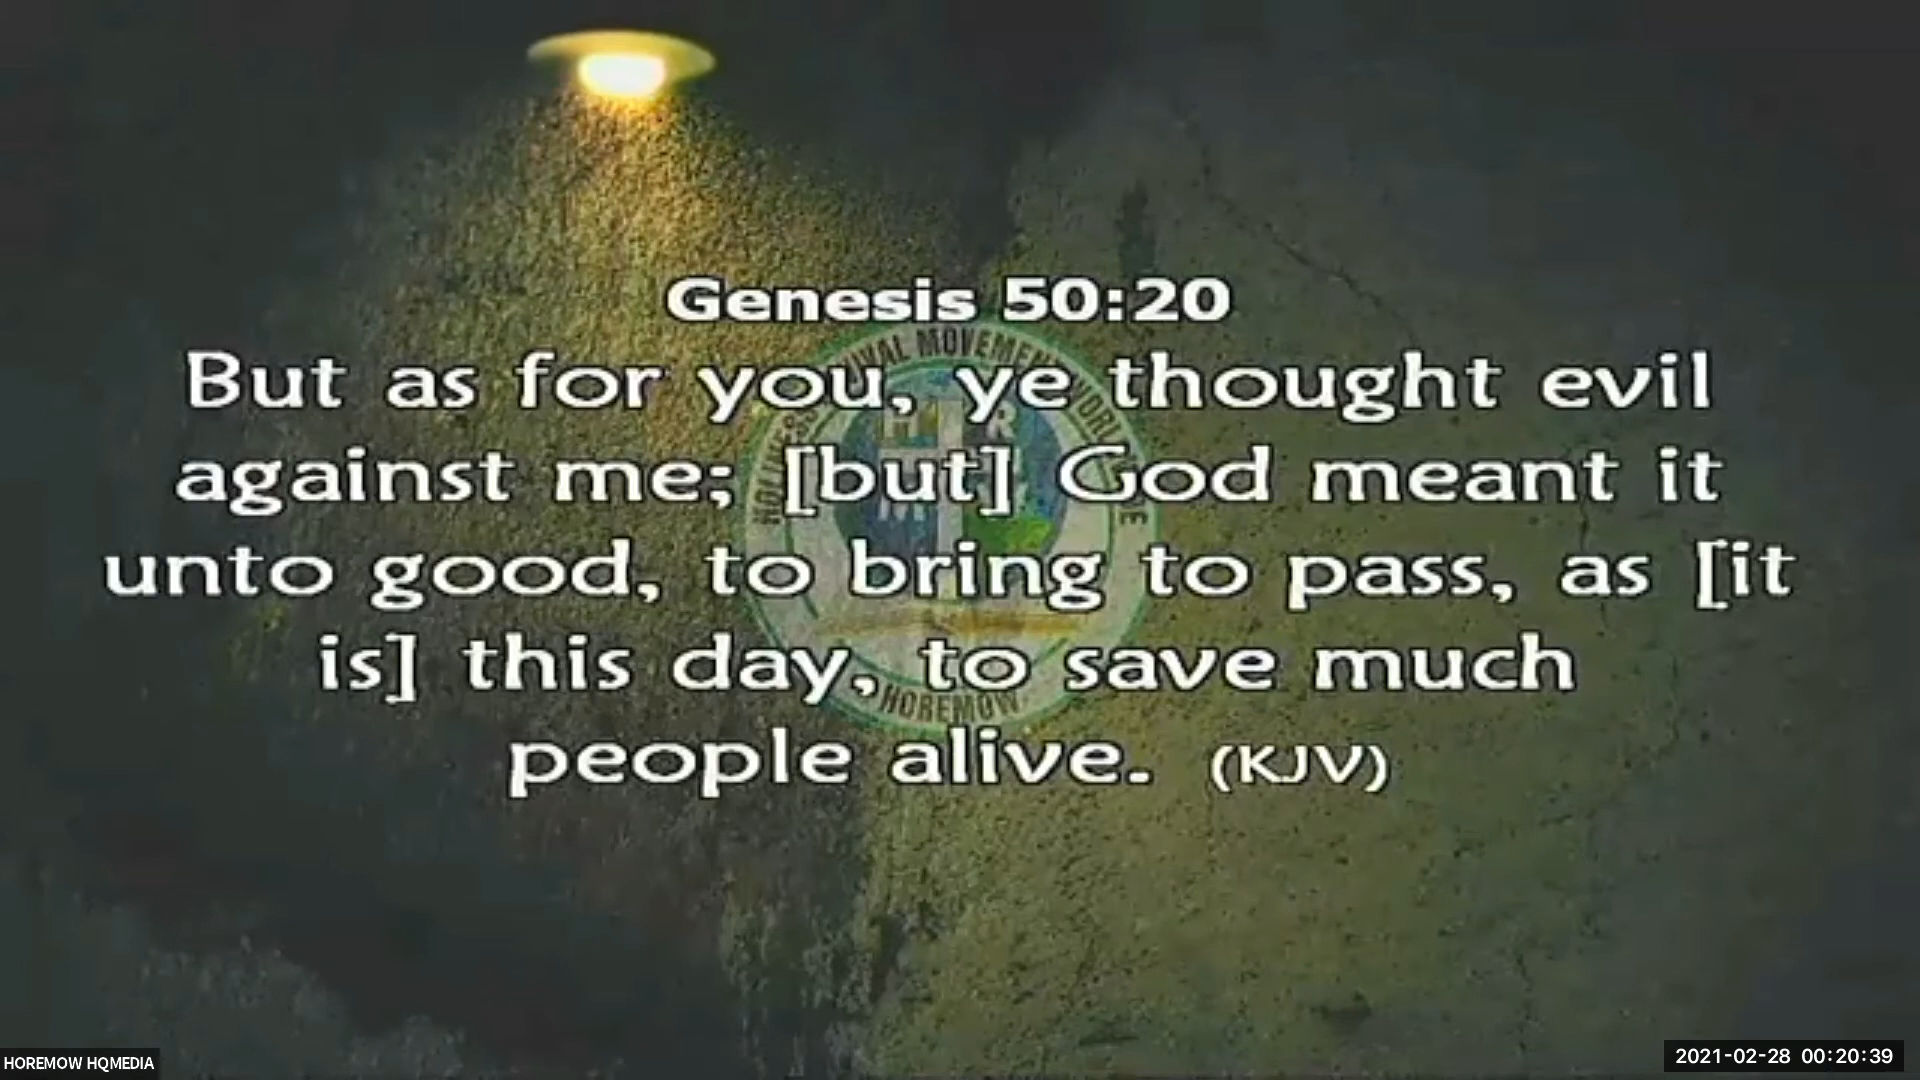 Genesis 50:20
But as for you, ye thought evil
against me; [but] God meant it
unto good, to bring to pass, as [it
is] this day, to save much
people alive. (KJV)
MOVEMENT
HOREMOW
HOREMOW HQMEDIA
2021-02-28 00:20:39